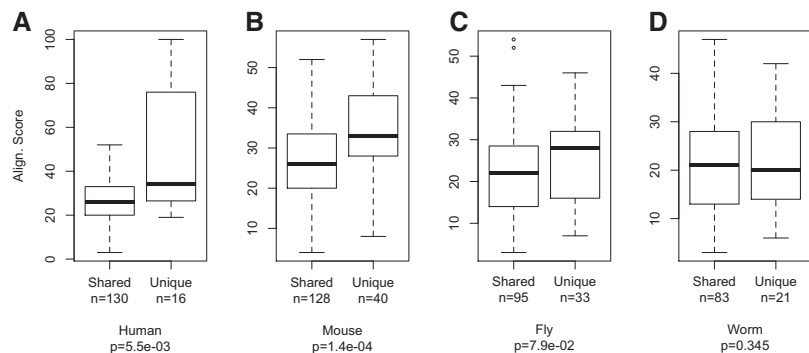 A B C D
Align. Score
0 20 40 60 80 100
10 20 30 40 50
10 20 30 40 50
10 20 30 40
Shared Unique Shared Unique Shared Unique Shared Unique
n=130 n=16 n=128 n=40 n=95 n=33 n=83 n=21
Human Mouse Fly Worm
p=5.5e-03 p=1.4e-04 p=7.9e-02 p=0.345